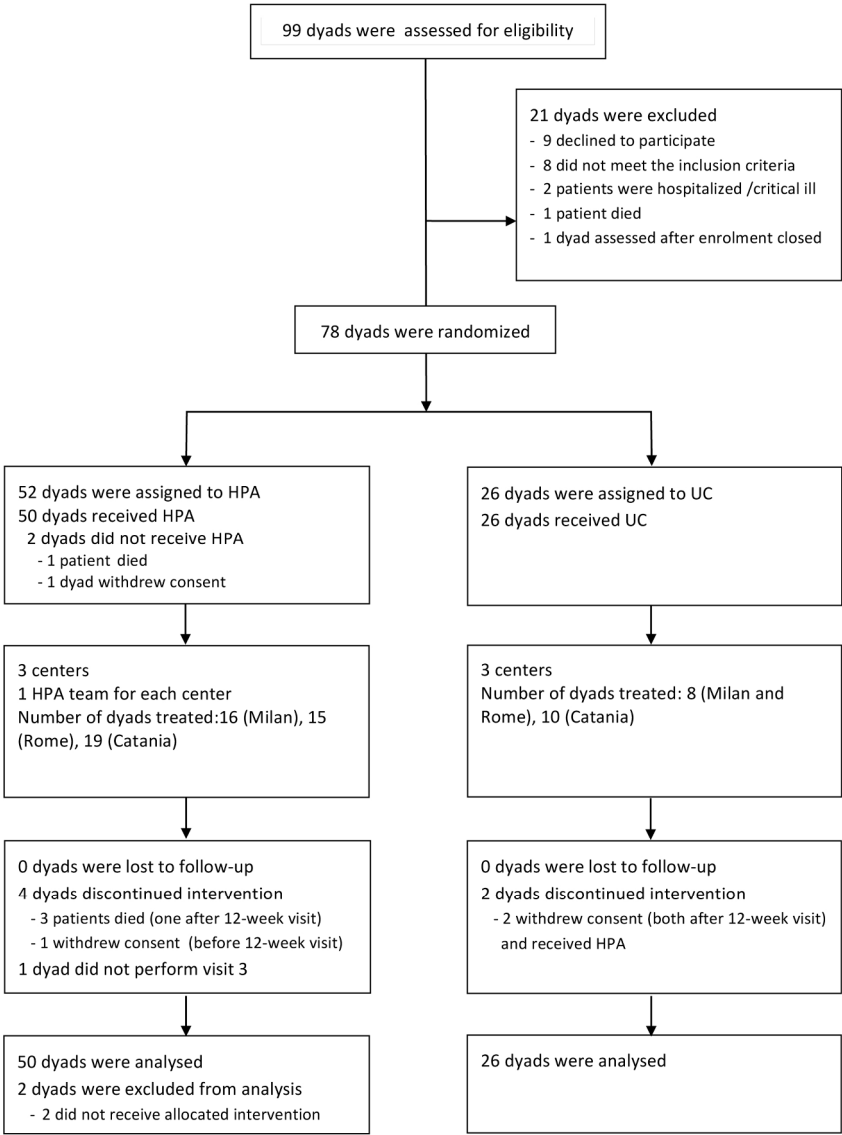 99 dyads were assessed for eligibility
21 dyads were excluded
- 9 declined to participate
- 8 did not meet the inclusion criteria
- 2 patients were hospitalized /critical ill
- 1 patient died
- 1 dyad assessed after enrolment closed
78 dyads were randomized
52 dyads were assigned to HPA
50 dyads received HPA
2 dyads did not receive HPA
- 1 patient died
- 1 dyad withdrew consent
26 dyads were assigned to UC
26 dyads received UC
3 centers
1 HPA team for each center
Number of dyads treated:16 (Milan), 15
(Rome), 19 (Catania)
3 centers
Number of dyads treated: 8 (Milan and
Rome), 10 (Catania)
0 dyads were lost to follow-up
4 dyads discontinued intervention
- 3 patients died (one after 12-week visit)
- 1 withdrew consent (before 12-week visit)
1 dyad did not perform visit 3
0 dyads were lost to follow-up
2 dyads discontinued intervention
- 2 withdrew consent (both after 12-week visit)
and received HPA
50 dyads were analysed
2 dyads were excluded from analysis
- 2 did not receive allocated intervention
26 dyads were analysed